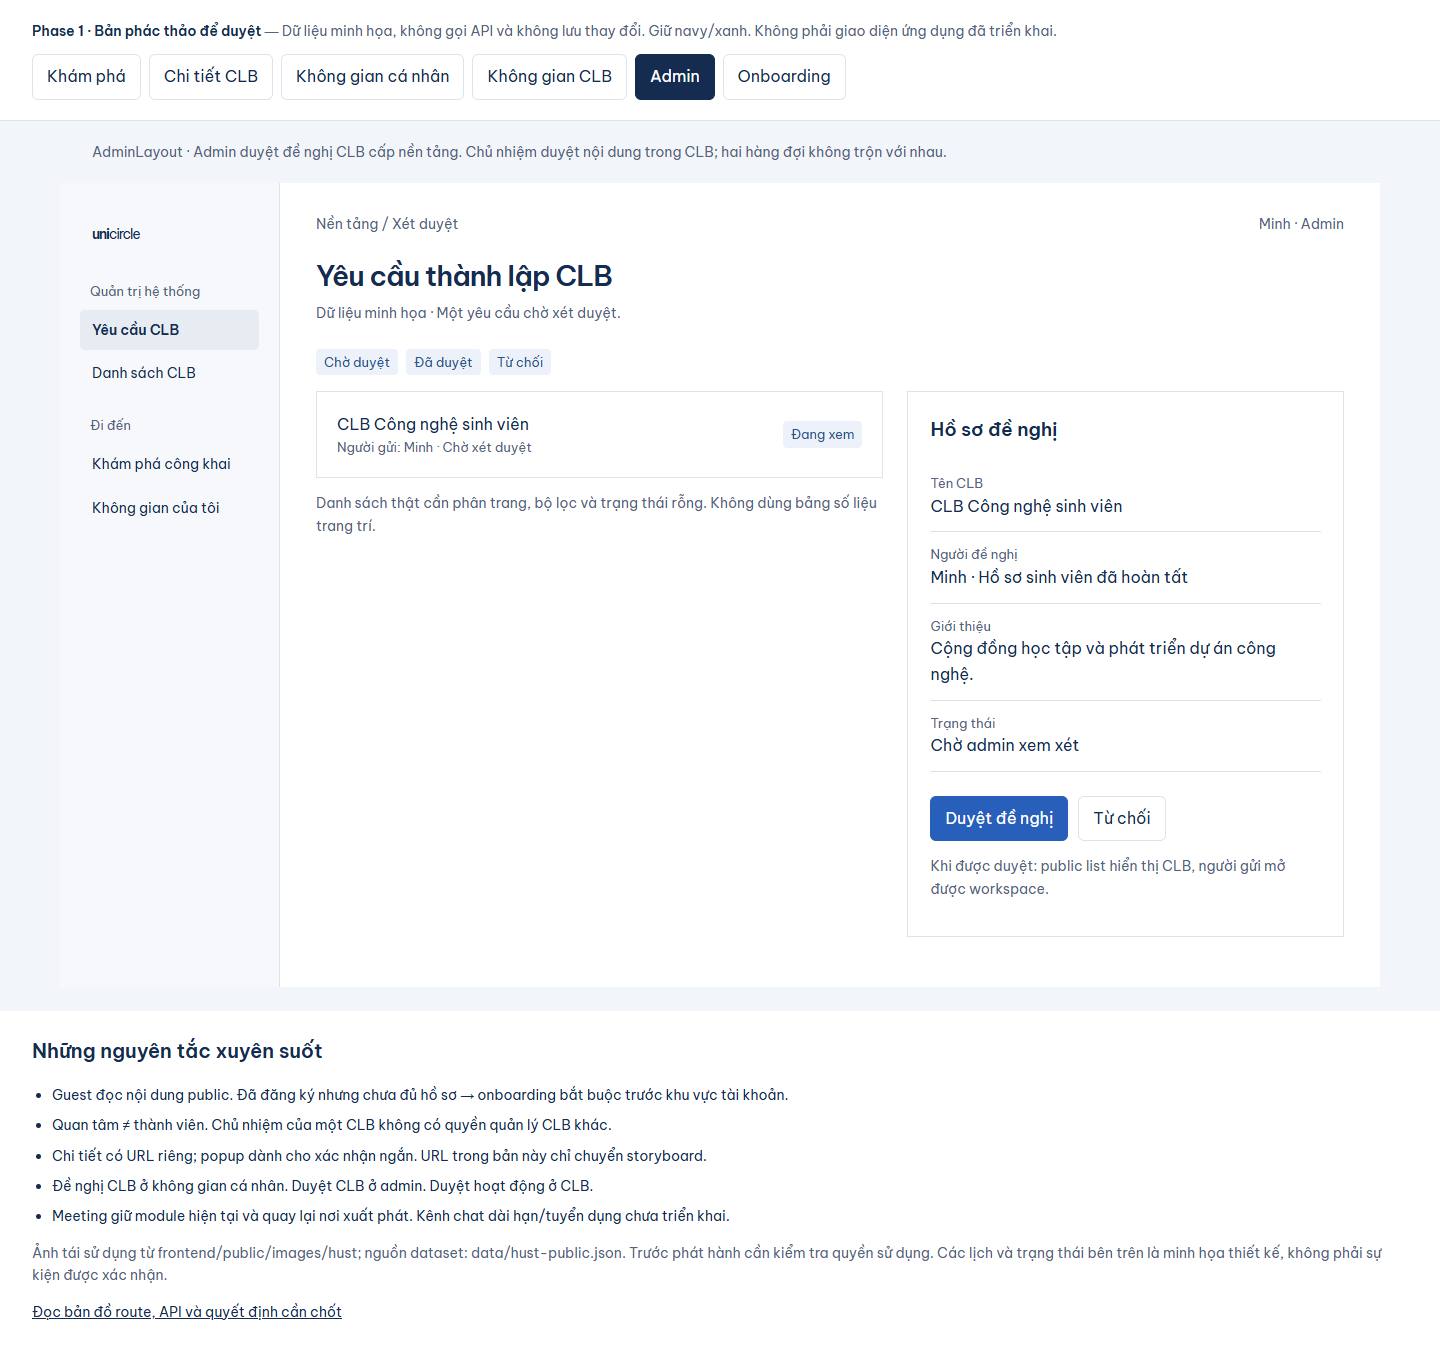 Phase 1 · Bản phác thảo để duyệt — Dữ liệu minh họa, không gọi API và không lưu thay đổi. Giữ navy/xanh. Không phải giao diện ứng dụng đã triển khai.
Khám phá
Chi tiết CLB
Không gian cá nhân
Không gian CLB
Admin
Onboarding
AdminLayout · Admin duyệt đề nghị CLB cấp nền tảng. Chủ nhiệm duyệt nội dung trong CLB; hai hàng đợi không trộn với nhau.
unicircle
Quản trị hệ thống
Yêu cầu CLB
Danh sách CLB
Đi đến
Khám phá công khai
Không gian của tôi
Nền tảng / Xét duyệt
Minh · Admin
Yêu cầu thành lập CLB
Dữ liệu minh họa · Một yêu cầu chờ xét duyệt.
Chờ duyệt
Đã duyệt
Từ chối
CLB Công nghệ sinh viên
Người gửi: Minh · Chờ xét duyệt
Đang xem
Danh sách thật cần phân trang, bộ lọc và trạng thái rỗng. Không dùng bảng số liệu
trang trí.
Hồ sơ đề nghị
Tên CLB
CLB Công nghệ sinh viên
Người đề nghị
Minh · Hồ sơ sinh viên đã hoàn tất
Giới thiệu
Cộng đồng học tập và phát triển dự án công
nghệ.
Trạng thái
Chờ admin xem xét
Duyệt đề nghị
Từ chối
Khi được duyệt: public list hiển thị CLB, người gửi mở
được workspace.
Những nguyên tắc xuyên suốt
• Guest đọc nội dung public. Đã đăng ký nhưng chưa đủ hồ sơ → onboarding bắt buộc trước khu vực tài khoản.
• Quan tâm ≠ thành viên. Chủ nhiệm của một CLB không có quyền quản lý CLB khác.
• Chi tiết có URL riêng; popup dành cho xác nhận ngắn. URL trong bản này chỉ chuyển storyboard.
• Đề nghị CLB ở không gian cá nhân. Duyệt CLB ở admin. Duyệt hoạt động ở CLB.
• Meeting giữ module hiện tại và quay lại nơi xuất phát. Kênh chat dài hạn/tuyển dụng chưa triển khai.
Ảnh tái sử dụng từ frontend/public/images/hust; nguồn dataset: data/hust-public.json. Trước phát hành cần kiểm tra quyền sử dụng. Các lịch và trạng thái bên trên là minh họa thiết kế, không phải sự
kiện được xác nhận.
Đọc bản đồ route, API và quyết định cần chốt